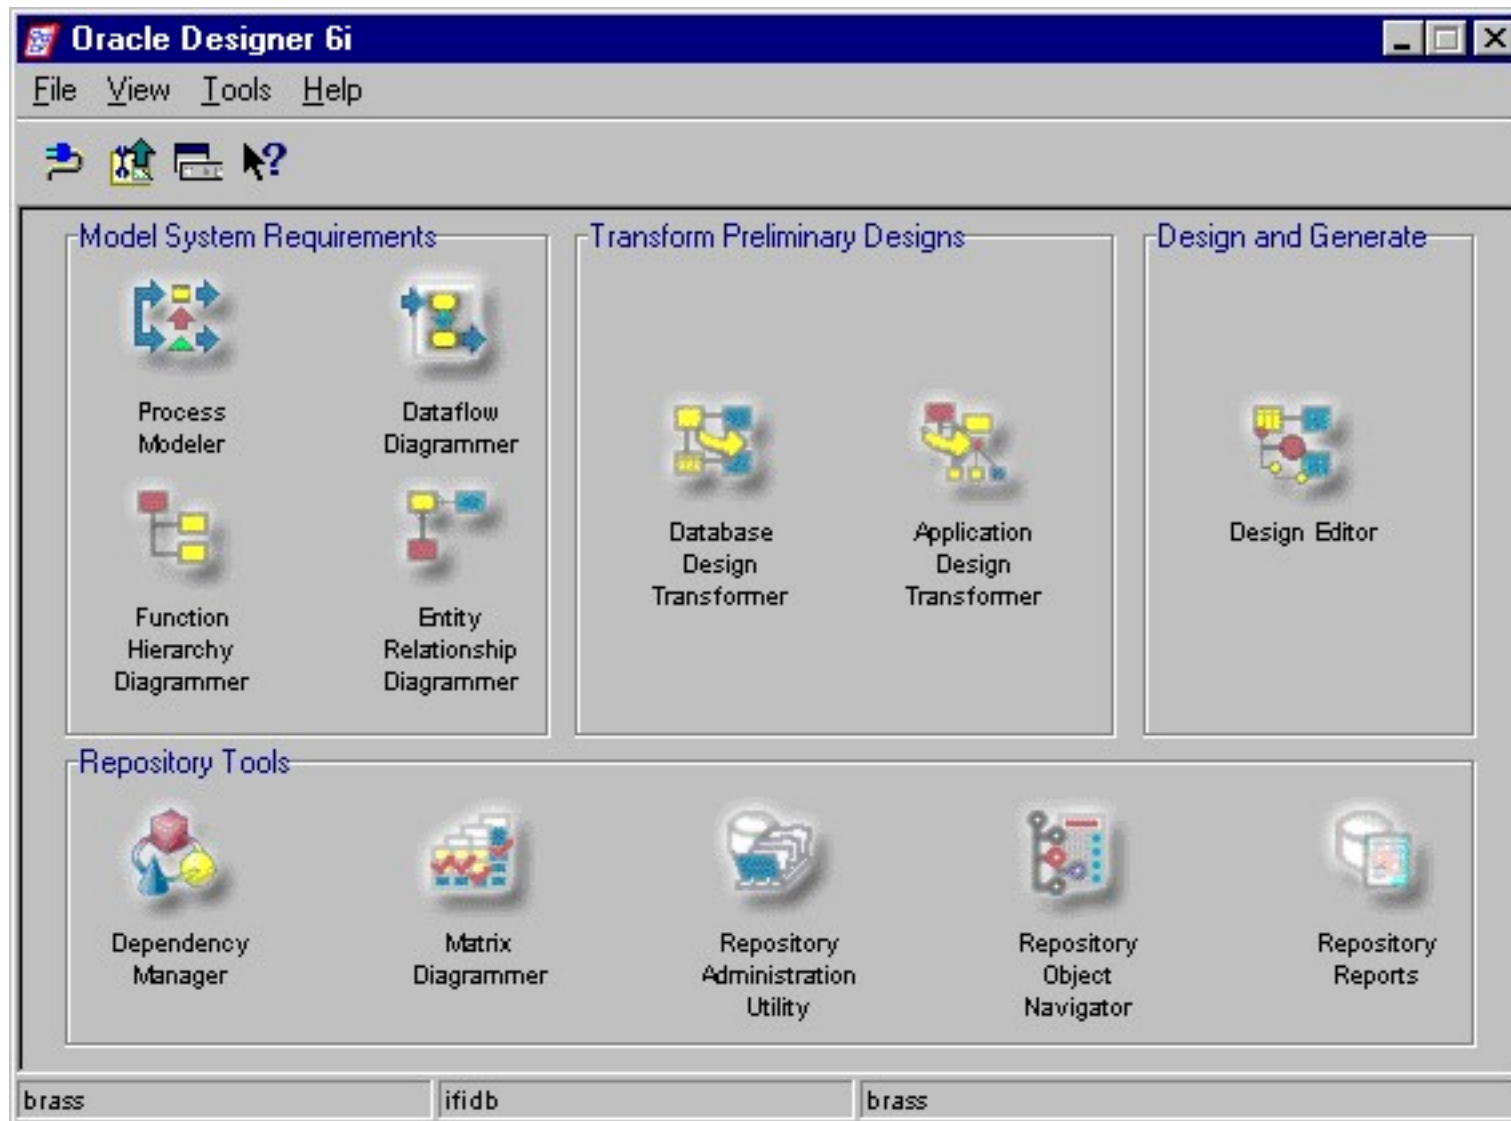 Oracle Designer 6i
File View Tools Help
Model System Requirements
Process
Modeler
Dataflow
Diagrammer
Function
Hierarchy
Diagrammer
Entity
Relationship
Diagrammer
Transform Preliminary Designs
Database
Design
Transformer
Application
Design
Transformer
Design and Generate
Design Editor
Repository Tools
Dependency
Manager
Matrix
Diagrammer
Repository
Administration
Utility
Repository
Object
Navigator
Repository
Reports
brass
ifidb
brass